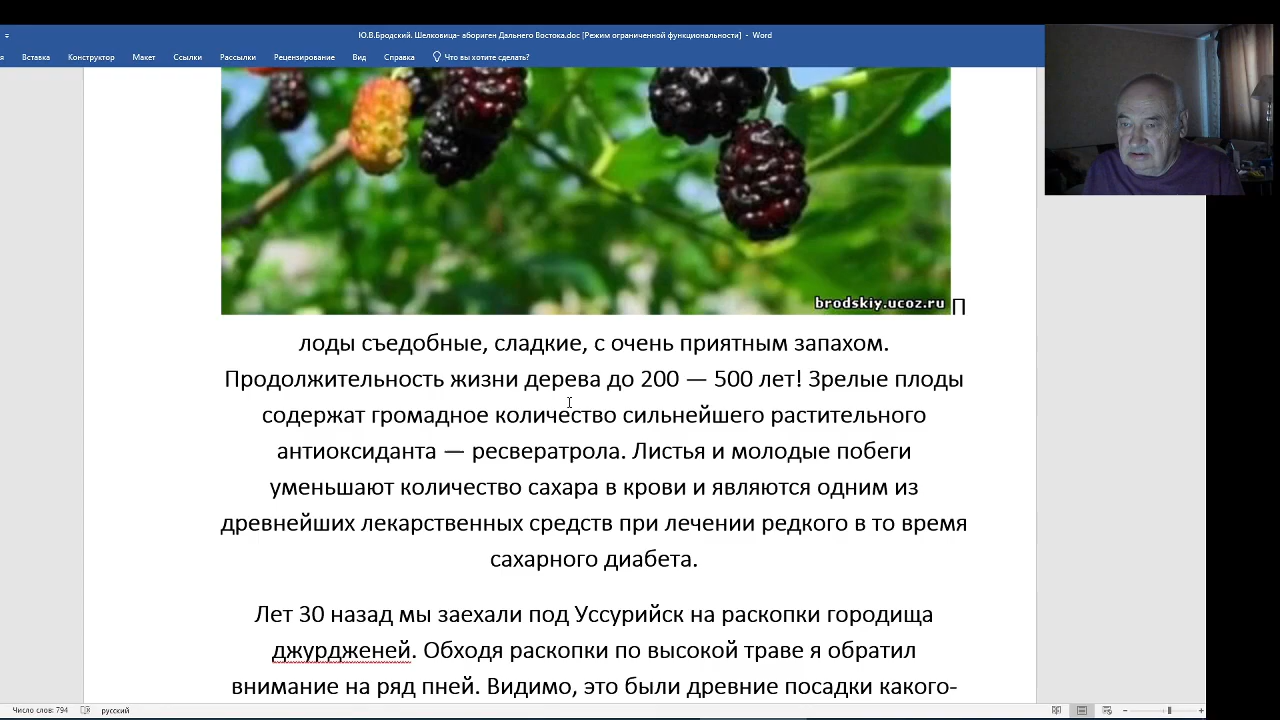 Ю.В.Бродский. Шелковица- абориген Дальнего Востока.doc [Режим ограниченной функциональности] - Word
я Вставка Конструктор Макет Ссылки Рассылки Рецензирование Вид Справка Что вы хотите сделать?
brodskiy.ucoz.ru П
лоды съедобные, сладкие, с очень приятным запахом.
Продолжительность жизни дерева до 200 — 500 лет! Зрелые плоды
содержат громадное количество сильнейшего растительного
антиоксиданта — ресвератрола. Листья и молодые побеги
уменьшают количество сахара в крови и являются одним из
древнейших лекарственных средств при лечении редкого в то время
сахарного диабета.
Лет 30 назад мы заехали под Уссурийск на раскопки городища
джурдженей. Обходя раскопки по высокой траве я обратил
внимание на ряд пней. Видимо, это были древние посадки какого-
Число слов: 794 русский